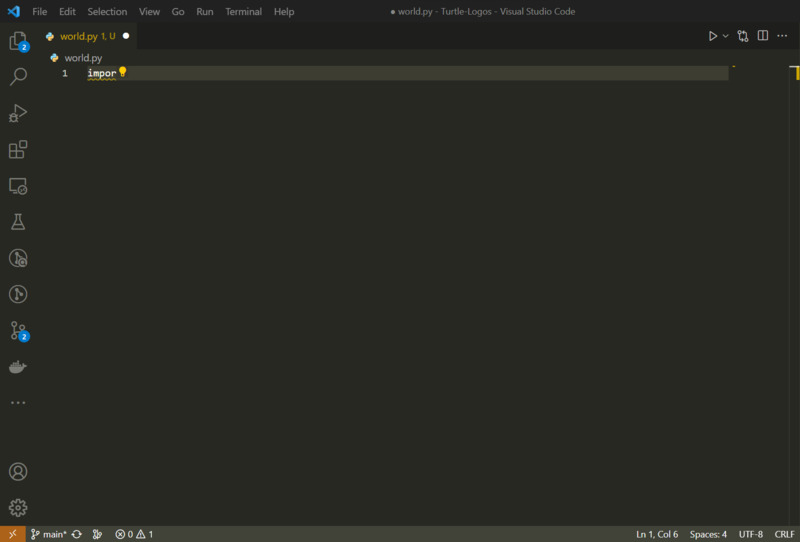 File Edit Selection View Go Run Terminal Help ● world.py - Turtle-Logos - Visual Studio Code
2
world.py 1, U
world.py
1 impor
2
main* 0 1 Ln 1, Col 6 Spaces: 4 UTF-8 CRLF